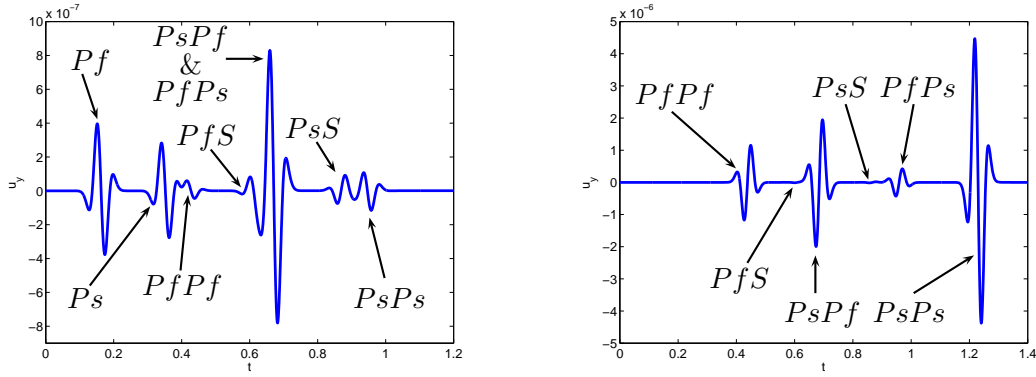 x 10⁻⁷
10
8
6
4
2
0
−2
−4
−6
−8
u_y
0 0.2 0.4 0.6 0.8 1 1.2
t
Pf
PsPf
&
PfPs
PfS
PsS
Ps
PfPf
PsPs
x 10⁻⁶
5
4
3
2
1
0
−1
−2
−3
−4
−5
u_y
0 0.2 0.4 0.6 0.8 1 1.2 1.4
t
PfPf
PsS
PfPs
PfS
PsPf
PsPs